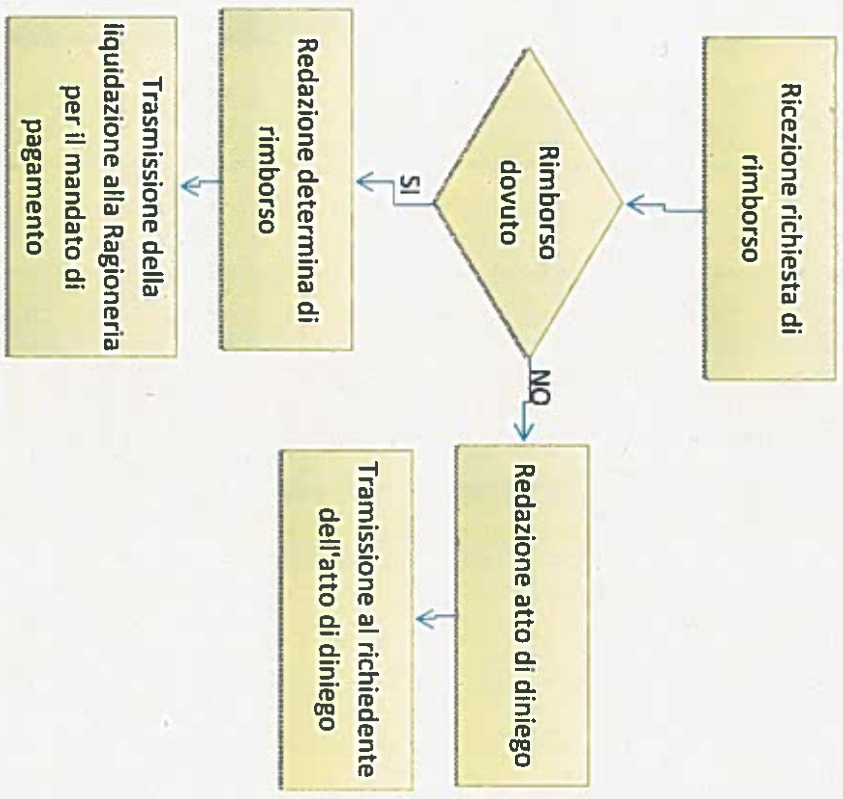 Ricezione richiesta di
rimborso
Rimborso
dovuto
SI
NO
Redazione determina di
rimborso
Redazione atto di diniego
Trasmissione della
liquidazione alla Ragioneria
per il mandato di
pagamento
Tramissione al richiedente
dell'atto di diniego